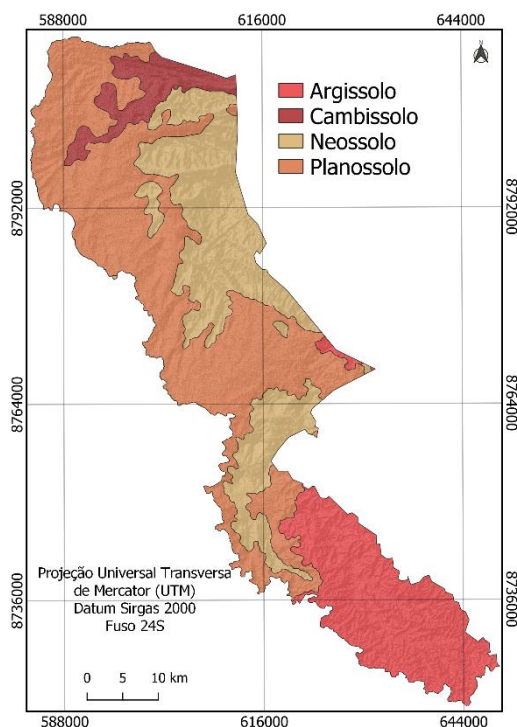 588000 616000 644000
Argissolo
Cambissolo
Neossolo
Planossolo
8792000 8792000
8764000 8764000
8736000 8736000
Projeção Universal Transversa
de Mercator (UTM)
Datum Sirgas 2000
Fuso 24S
0 5 10 km
588000 616000 644000